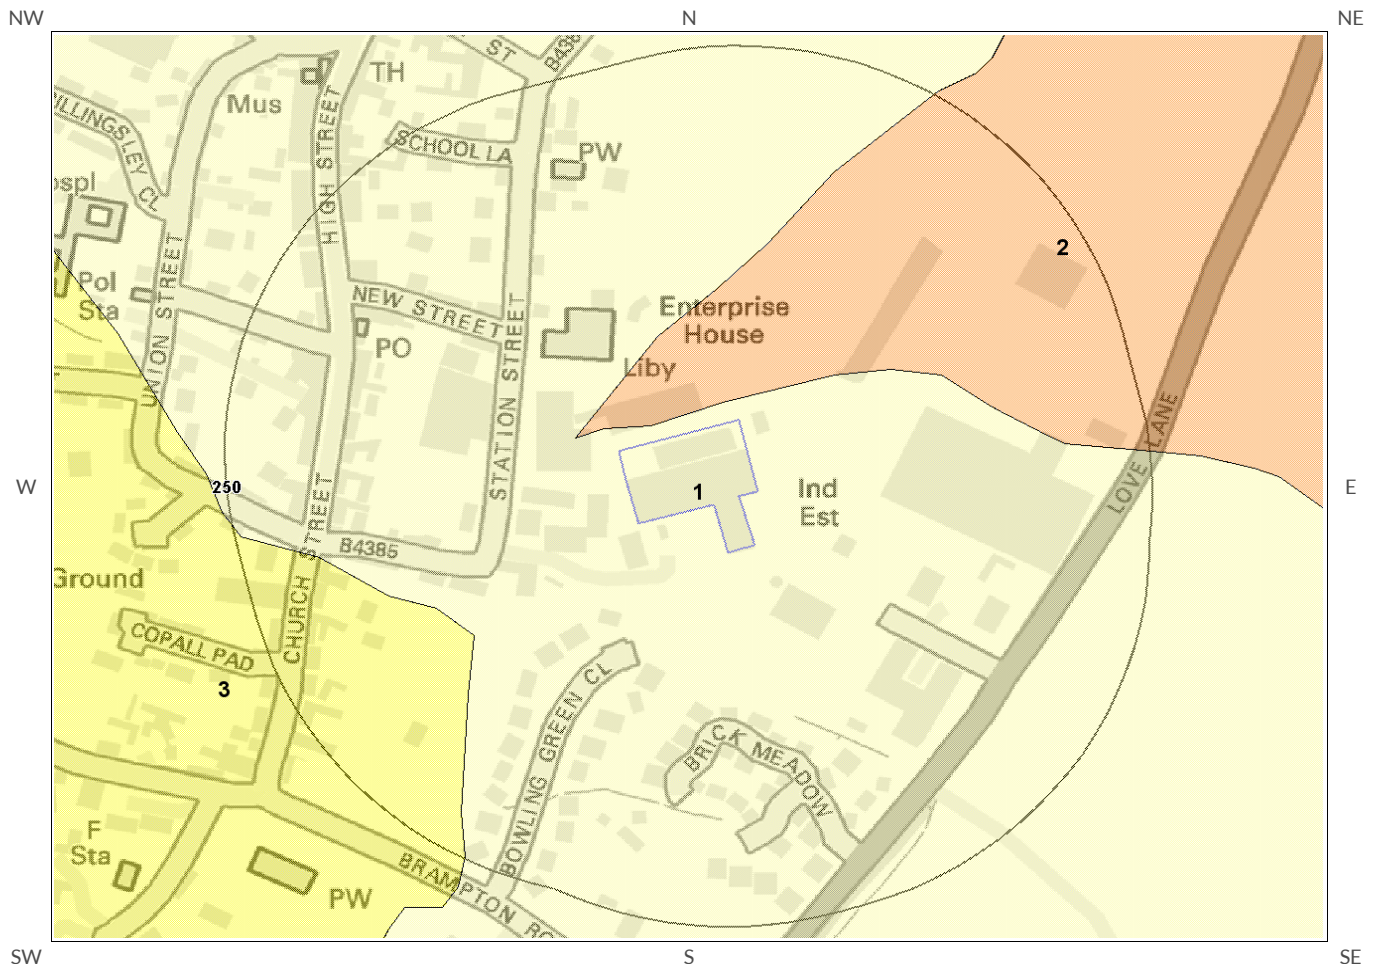 NW
N
NE
ST
B438
TH
Mus
HIGH STREET
ILLINGSLEY CL
SCHOOL LA
PW
ospl
UNION STREET
Pol
Sta
NEW STREET
PO
STATION STREET
Enterprise
House
Liby
2
LOVE LANE
W
250
1
Ind
Est
E
B4385
Ground
CHURCH STREET
COPALL PAD
3
BOWLING GREEN CL
BRICK MEADOW
F
Sta
PW
BRAMPTON RO
SW
S
SE